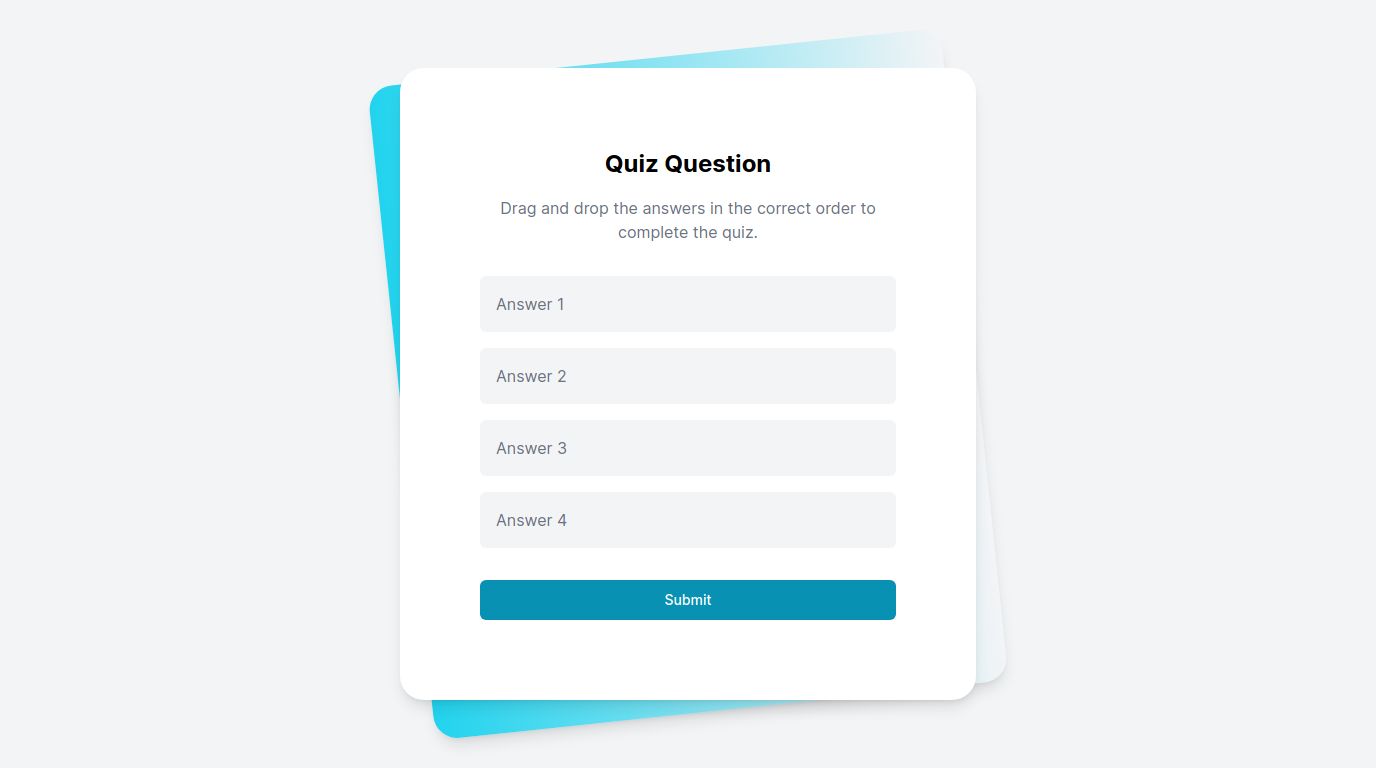 Quiz Question
Drag and drop the answers in the correct order to
complete the quiz.
Answer 1
Answer 2
Answer 3
Answer 4
Submit